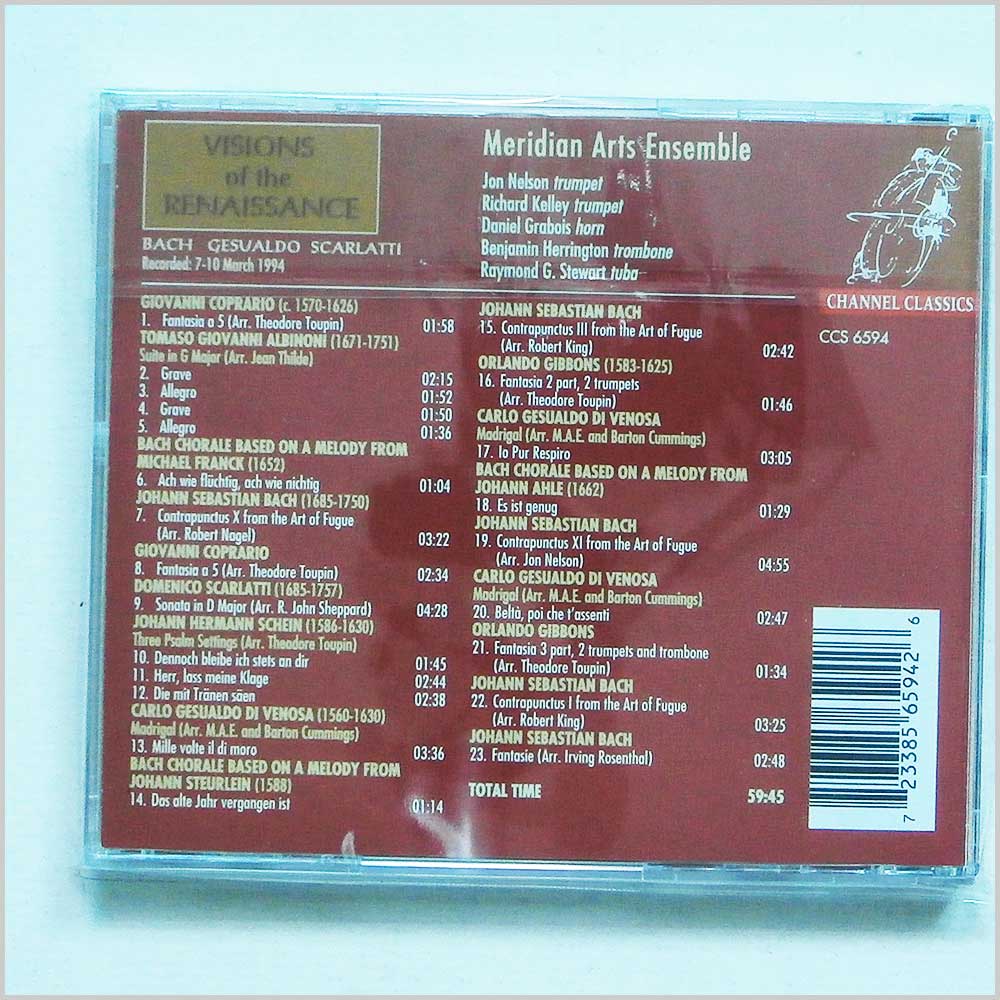 VISIONS
of the
RENAISSANCE
BACH GESUALDO SCARLATTI
Recorded: 7-10 March 1994
Meridian Arts Ensemble
Jon Nelson trumpet
Richard Kelley trumpet
Daniel Grabois horn
Benjamin Herrington trombone
Raymond G. Stewart tuba
CHANNEL CLASSICS
CCS 6594
GIOVANNI COPRARIO (c. 1570-1626)
1. Fantasia a 5 (Arr. Theodore Toupin) 01:58
TOMASO GIOVANNI ALBINONI (1671-1751)
Suite in G Major (Arr. Jean Thilde)
2. Grave 02:15
3. Allegro 01:52
4. Grave 01:50
5. Allegro 01:36
BACH CHORALE BASED ON A MELODY FROM
MICHAEL FRANCK (1652)
6. Ach wie flüchtig, ach wie nichtig 01:04
JOHANN SEBASTIAN BACH (1685-1750)
7. Contrapunctus X from the Art of Fugue
(Arr. Robert Nagel) 03:22
GIOVANNI COPRARIO
8. Fantasia a 5 (Arr. Theodore Toupin) 02:34
DOMENICO SCARLATTI (1685-1757)
9. Sonata in D Major (Arr. R. John Sheppard) 04:28
JOHANN HERMANN SCHEIN (1586-1630)
Three Psalm Settings (Arr. Theodore Toupin)
10. Dennoch bleibe ich stets an dir 01:45
11. Herr, lass meine Klage 02:44
12. Die mit Tränen säen 02:38
CARLO GESUALDO DI VENOSA (1560-1630)
Madrigal (Arr. M.A.E. and Barton Cummings)
13. Mille volte il di moro 03:36
BACH CHORALE BASED ON A MELODY FROM
JOHANN STEURLEIN (1588)
14. Das alte Jahr vergangen ist 01:14
JOHANN SEBASTIAN BACH
15. Contrapunctus III from the Art of Fugue
(Arr. Robert King) 02:42
ORLANDO GIBBONS (1583-1625)
16. Fantasia 2 part, 2 trumpets
(Arr. Theodore Toupin) 01:46
CARLO GESUALDO DI VENOSA
Madrigal (Arr. M.A.E. and Barton Cummings)
17. Io Pur Respiro 03:05
BACH CHORALE BASED ON A MELODY FROM
JOHANN AHLE (1662)
18. Es ist genug 01:29
JOHANN SEBASTIAN BACH
19. Contrapunctus XI from the Art of Fugue
(Arr. Jon Nelson) 04:55
CARLO GESUALDO DI VENOSA
Madrigal (Arr. M.A.E. and Barton Cummings)
20. Beltà, poi che t'assenti 02:47
ORLANDO GIBBONS
21. Fantasia 3 part, 2 trumpets and trombone
(Arr. Theodore Toupin) 01:34
JOHANN SEBASTIAN BACH
22. Contrapunctus I from the Art of Fugue
(Arr. Robert King) 03:25
JOHANN SEBASTIAN BACH
23. Fantasie (Arr. Irving Rosenthal) 02:48
TOTAL TIME 59:45
7 23385 65942 6